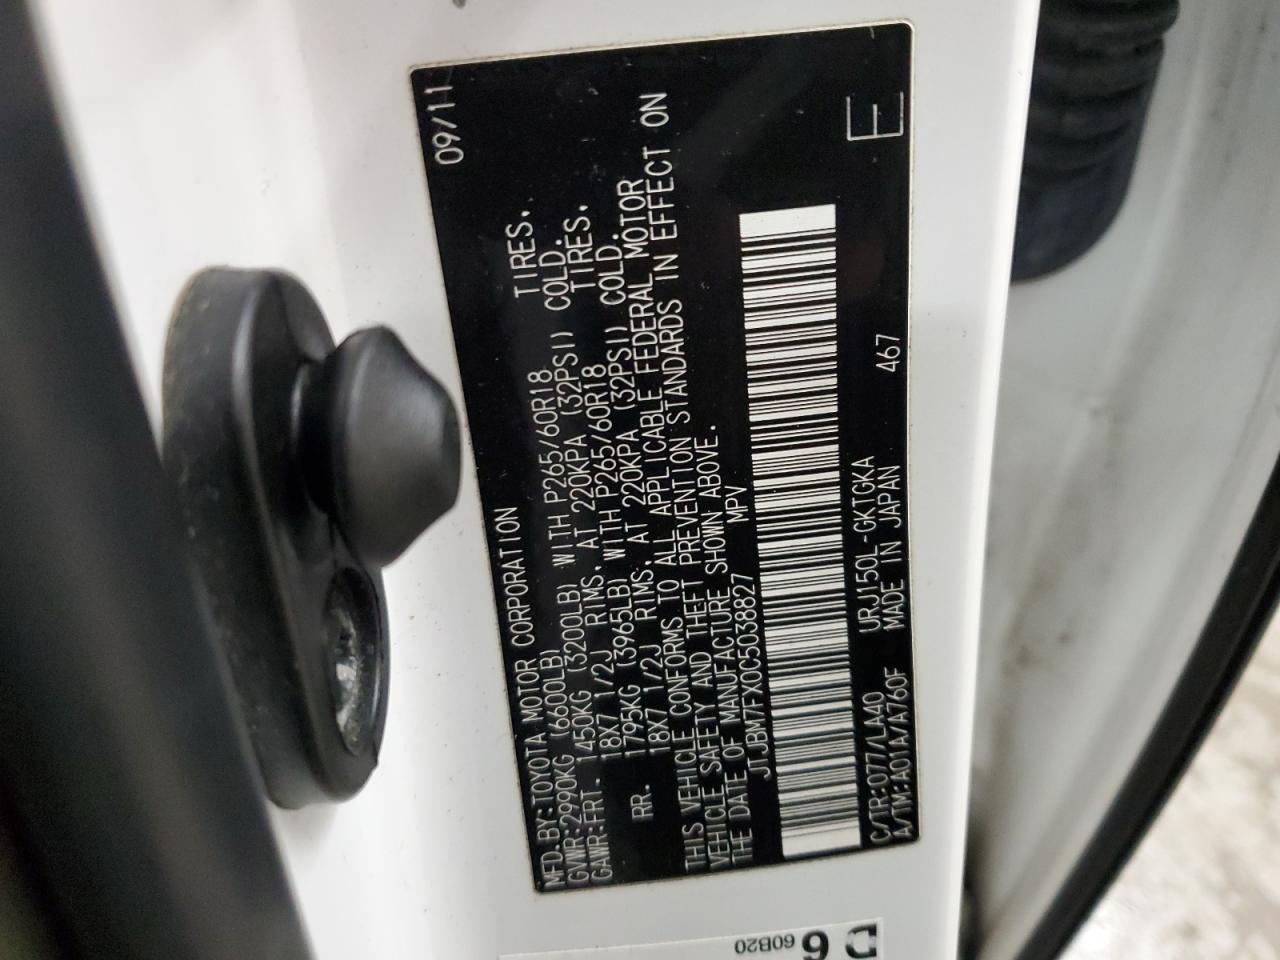 MFD. BY: TOYOTA MOTOR CORPORATION 09/11
GVWR: 2990KG (6600LB)
GAWR: FRT. 1450KG (3200LB) WITH P265/60R18 TIRES.
18X7 1/2J RIMS, AT 220KPA (32PSI) COLD.
RR. 1795KG (3965LB) WITH P265/60R18 TIRES.
18X7 1/2J RIMS, AT 220KPA (32PSI) COLD.
THIS VEHICLE CONFORMS TO ALL APPLICABLE FEDERAL MOTOR
VEHICLE SAFETY AND THEFT PREVENTION STANDARDS IN EFFECT ON
THE DATE OF MANUFACTURE SHOWN ABOVE.
JTJBM7FX0C5038827 MPV
C/TR: 077/LA40 URJ150L-GKTGKA
A/TM: A01A/A760F MADE IN JAPAN 467 E
D 6
60B20